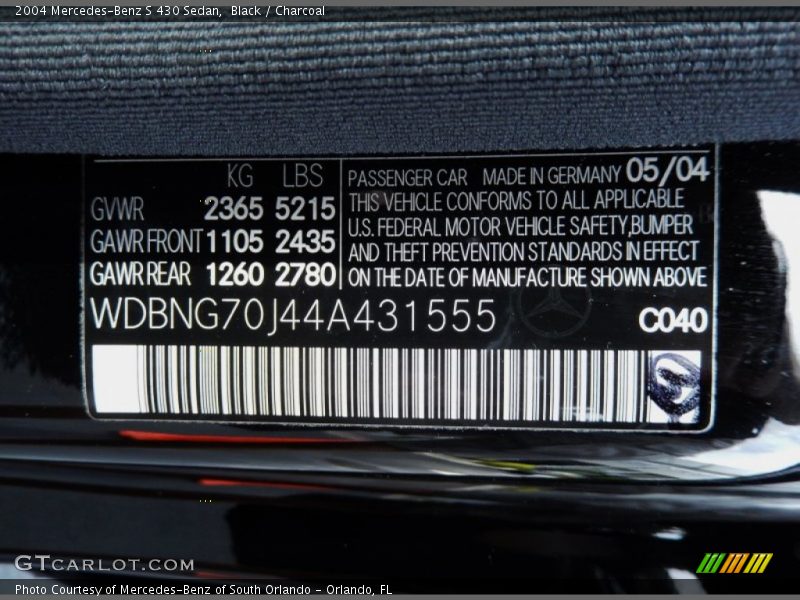 2004 Mercedes-Benz S 430 Sedan, Black / Charcoal
KG LBS
GVWR 2365 5215
GAWR FRONT 1105 2435
GAWR REAR 1260 2780
PASSENGER CAR MADE IN GERMANY 05/04
THIS VEHICLE CONFORMS TO ALL APPLICABLE
U.S. FEDERAL MOTOR VEHICLE SAFETY,BUMPER
AND THEFT PREVENTION STANDARDS IN EFFECT
ON THE DATE OF MANUFACTURE SHOWN ABOVE
WDBNG70J44A431555
C040
GTCARLOT.COM
Photo Courtesy of Mercedes-Benz of South Orlando - Orlando, FL